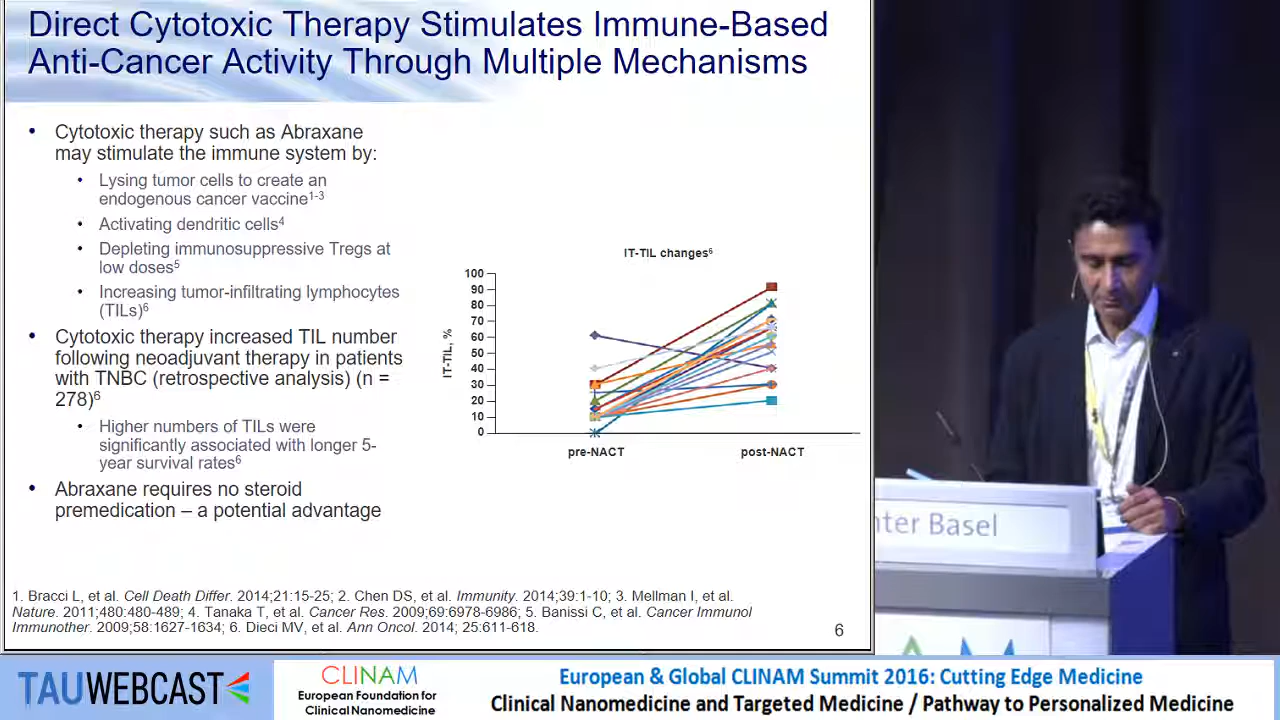 Direct Cytotoxic Therapy Stimulates Immune-Based
Anti-Cancer Activity Through Multiple Mechanisms
• Cytotoxic therapy such as Abraxane
may stimulate the immune system by:
• Lysing tumor cells to create an
endogenous cancer vaccine1-3
• Activating dendritic cells4
• Depleting immunosuppressive Tregs at
low doses5
• Increasing tumor-infiltrating lymphocytes
(TILs)6
• Cytotoxic therapy increased TIL number
following neoadjuvant therapy in patients
with TNBC (retrospective analysis) (n =
278)6
• Higher numbers of TILs were
significantly associated with longer 5-
year survival rates6
• Abraxane requires no steroid
premedication – a potential advantage
IT-TIL changes6
IT-TIL, %
100
90
80
70
60
50
40
30
20
10
0
pre-NACT
post-NACT
1. Bracci L, et al. Cell Death Differ. 2014;21:15-25; 2. Chen DS, et al. Immunity. 2014;39:1-10; 3. Mellman I, et al.
Nature. 2011;480:480-489; 4. Tanaka T, et al. Cancer Res. 2009;69:6978-6986; 5. Banissi C, et al. Cancer Immunol
Immunother. 2009;58:1627-1634; 6. Dieci MV, et al. Ann Oncol. 2014; 25:611-618.
6
nter Basel
TAUWEBCAST
CLINAM
European Foundation for
Clinical Nanomedicine
European & Global CLINAM Summit 2016: Cutting Edge Medicine
Clinical Nanomedicine and Targeted Medicine / Pathway to Personalized Medicine